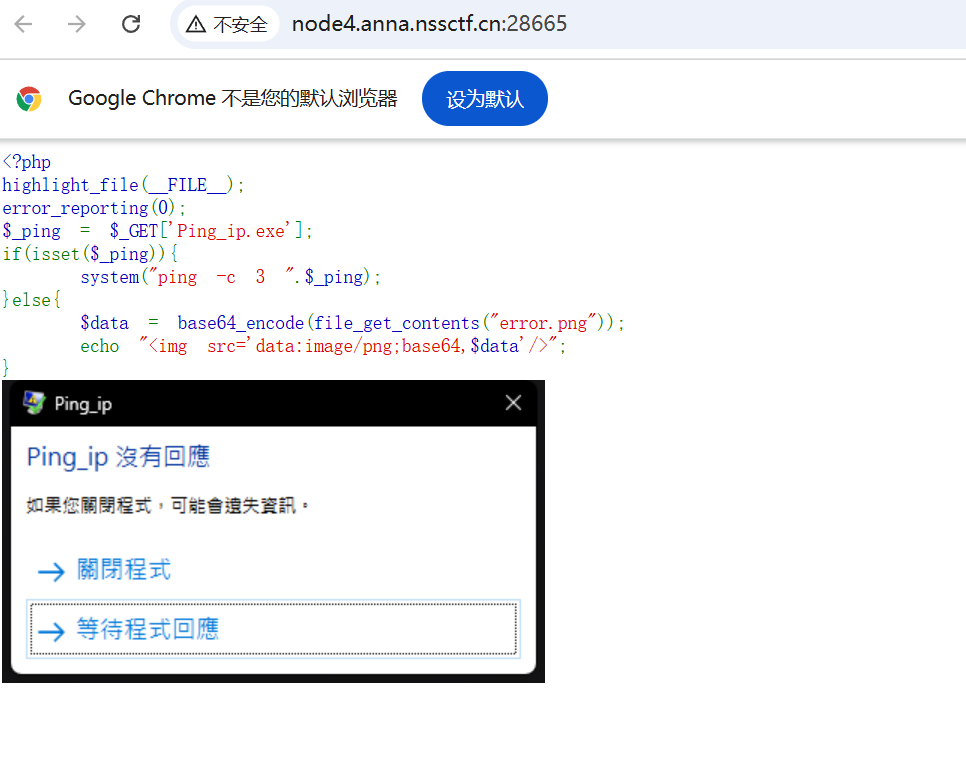 不安全 node4.anna.nssctf.cn:28665
Google Chrome 不是您的默认浏览器 设为默认
<?php
highlight_file(__FILE__);
error_reporting(0);
$_ping = $_GET['Ping_ip.exe'];
if(isset($_ping)){
system("ping -c 3 ".$_ping);
}else{
$data = base64_encode(file_get_contents("error.png"));
echo "<img src='data:image/png;base64,$data'/>";
}
Ping_ip
Ping_ip 沒有回應
如果您關閉程式，可能會遺失資訊。
→ 關閉程式
→ 等待程式回應